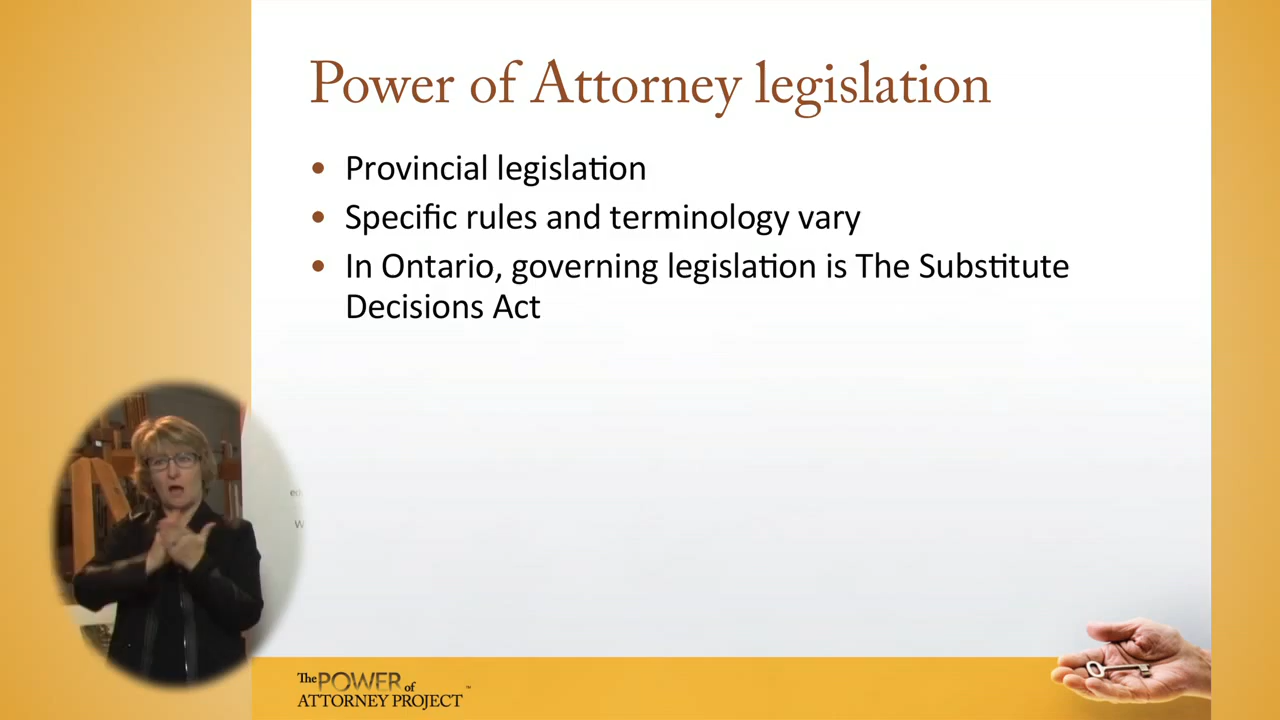 Power of Attorney legislation
• Provincial legislation
• Specific rules and terminology vary
• In Ontario, governing legislation is The Substitute
Decisions Act
The POWER of
ATTORNEY PROJECT™